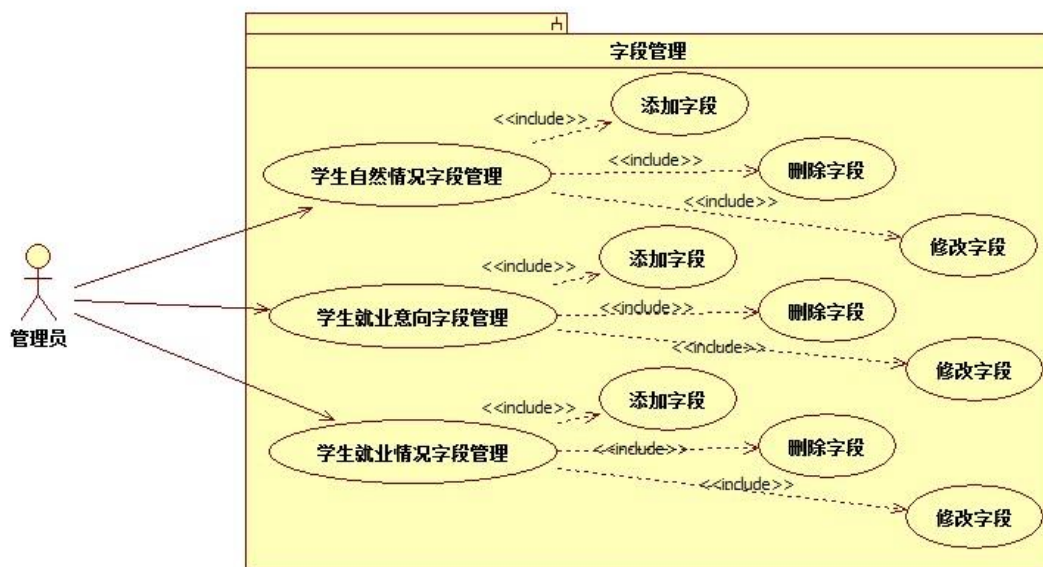 字段管理
添加字段
<<include>>
<<include>>
删除字段
学生自然情况字段管理
<<include>>
修改字段
添加字段
<<include>>
<<include>>
删除字段
学生就业意向字段管理
管理员
<<include>>
修改字段
添加字段
<<include>>
<<include>>
删除字段
学生就业情况字段管理
<<include>>
修改字段